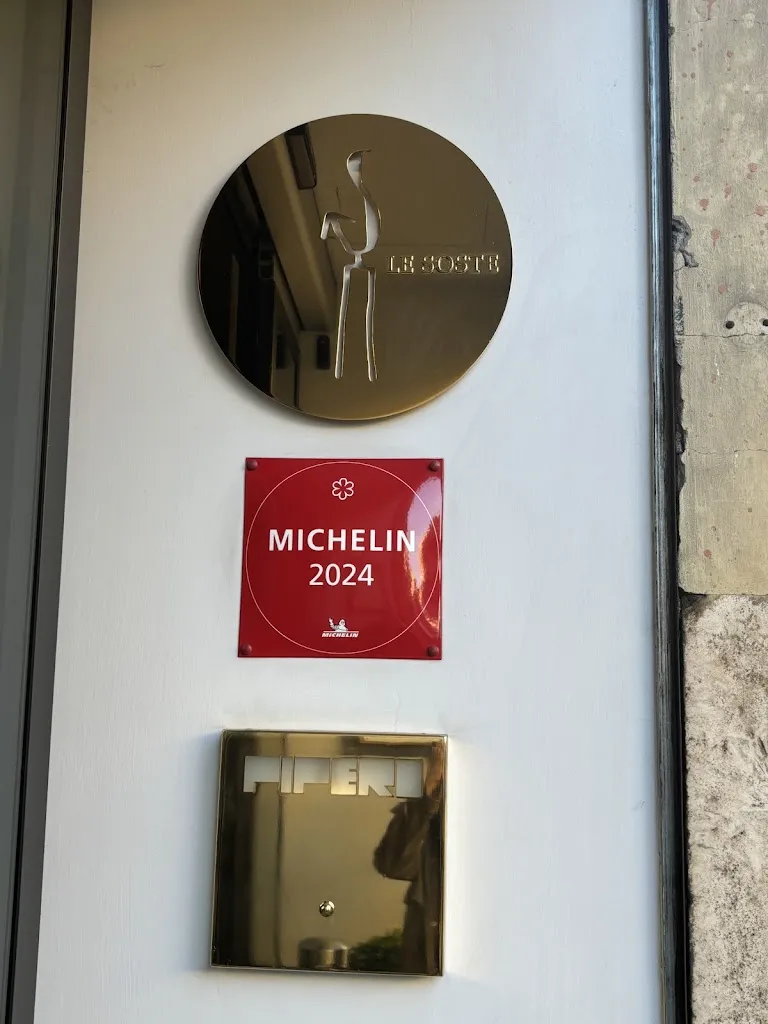 LE SOSTE
MICHELIN
2024
MICHELIN
PIPERO